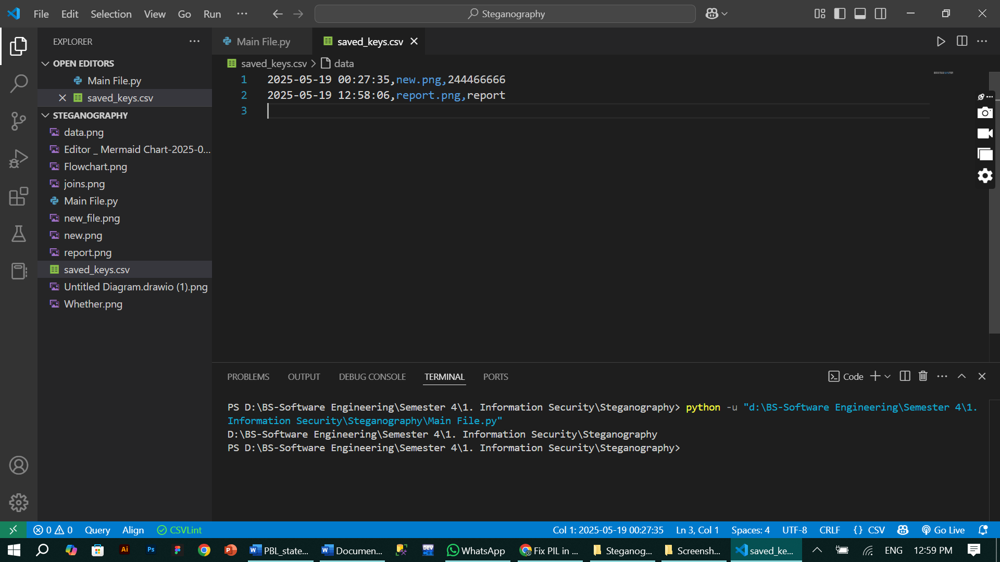 File Edit Selection View Go Run ··· Steganography
EXPLORER ···
OPEN EDITORS
Main File.py
saved_keys.csv
STEGANOGRAPHY
data.png
Editor _ Mermaid Chart-2025-0...
Flowchart.png
joins.png
Main File.py
new_file.png
new.png
report.png
saved_keys.csv
Untitled Diagram.drawio (1).png
Whether.png
Main File.py saved_keys.csv
saved_keys.csv > data
1 2025-05-19 00:27:35,new.png,244466666
2 2025-05-19 12:58:06,report.png,report
3
PROBLEMS OUTPUT DEBUG CONSOLE TERMINAL PORTS Code
PS D:\BS-Software Engineering\Semester 4\1. Information Security\Steganography> python -u "d:\BS-Software Engineering\Semester 4\1.
Information Security\Steganography\Main File.py"
D:\BS-Software Engineering\Semester 4\1. Information Security\Steganography
PS D:\BS-Software Engineering\Semester 4\1. Information Security\Steganography>
0 0 Query Align CSVLint Col 1: 2025-05-19 00:27:35 Ln 3, Col 1 Spaces: 4 UTF-8 CRLF {} CSV Go Live
Ai Ps PBL_state... Documen... DEV WhatsApp Fix PIL in ... Steganog... Screensh... saved_ke... ENG 12:59 PM